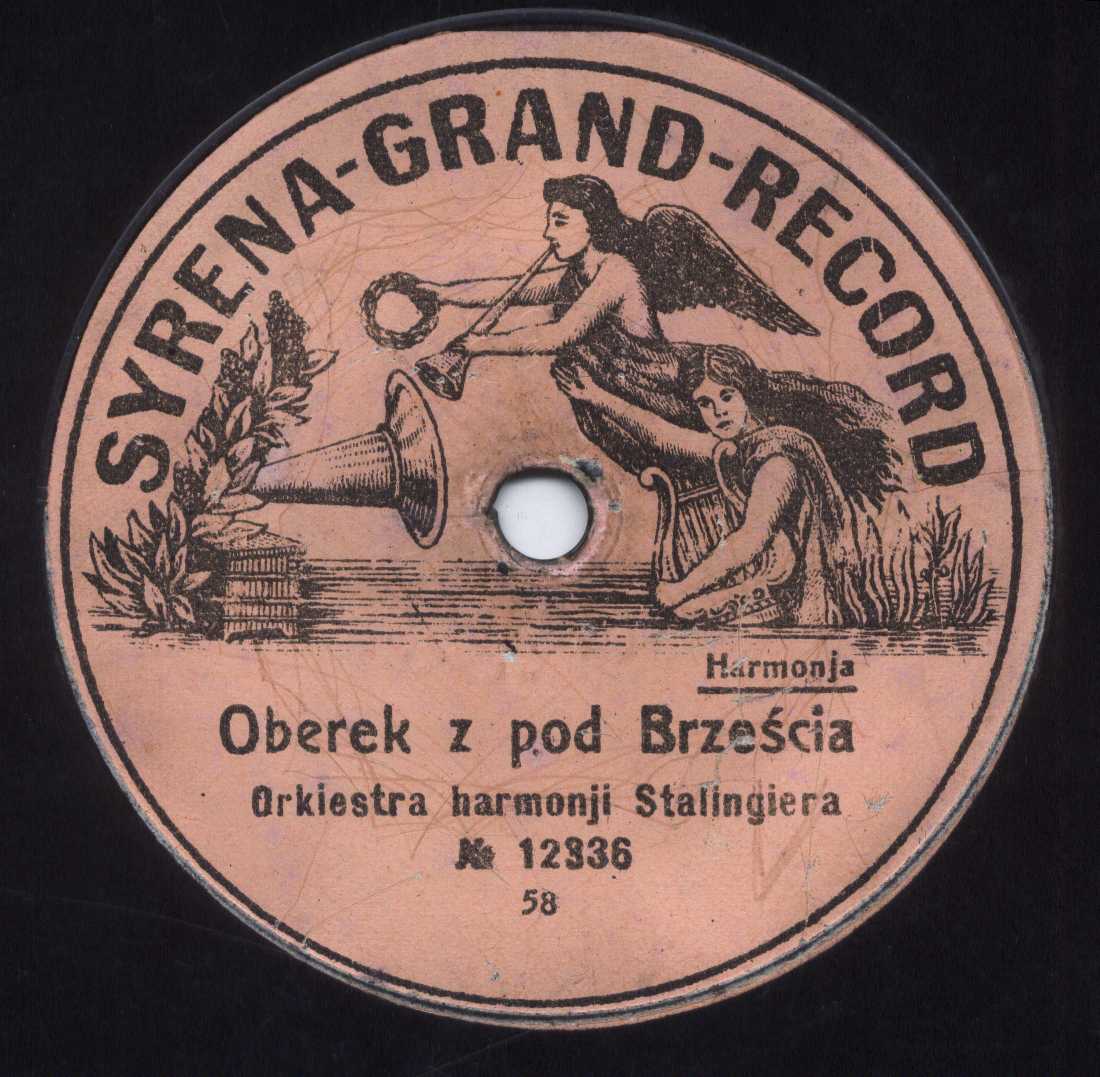 SYRENA-GRAND-RECORD
Harmonja
Oberek z pod Brześcia
Orkiestra harmonji Stalingiera
№ 12336
58